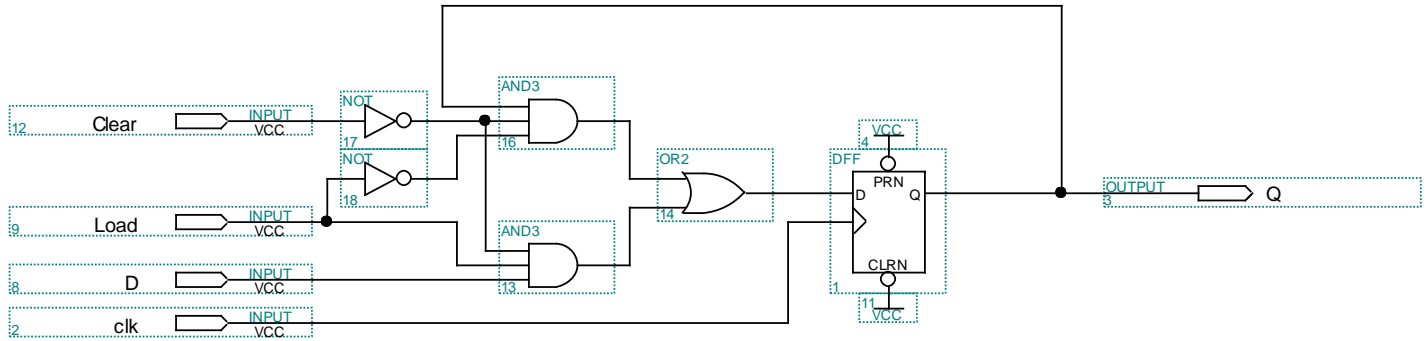 AND3
16
Clear
INPUT
VCC
12
NOT
17
NOT
18
VCC
4
DFF
PRN
D
Q
CLRN
1
OR2
14
OUTPUT
3
Q
Load
INPUT
VCC
9
AND3
13
D
INPUT
VCC
8
11
VCC
clk
INPUT
VCC
2